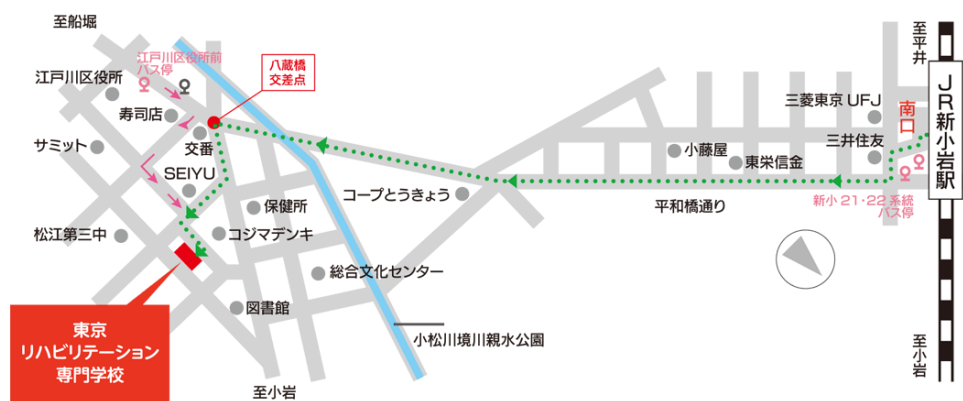 至船堀
江戸川区役所前
バス停
八蔵橋
交差点
江戸川区役所
寿司店
交番
サミット
SEIYU
保健所
松江第三中
コジマデンキ
総合文化センター
図書館
東京
リハビリテーション
専門学校
至小岩
小松川境川親水公園
コープとうきょう
平和橋通り
小藤屋
東栄信金
三菱東京 UFJ
三井住友
南口
新小 21・22 系統
バス停
至平井
JR新小岩駅
至小岩